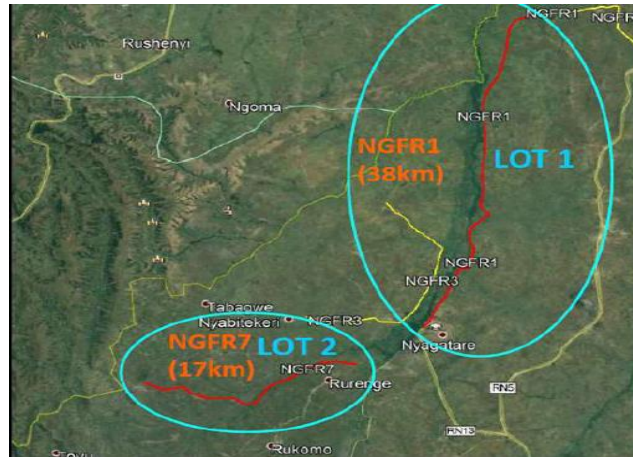 NGFR1
NGFR
Rushenyi
Ngoma
NGFR1
NGFR1
(38km)
LOT 1
NGFR1
NGFR3
Tabagwe
Nyabitekeri
NGFR3
Nyagatare
NGFR7
(17km)
LOT 2
NGFR7
Rurenge
RN5
RN13
Rukomo